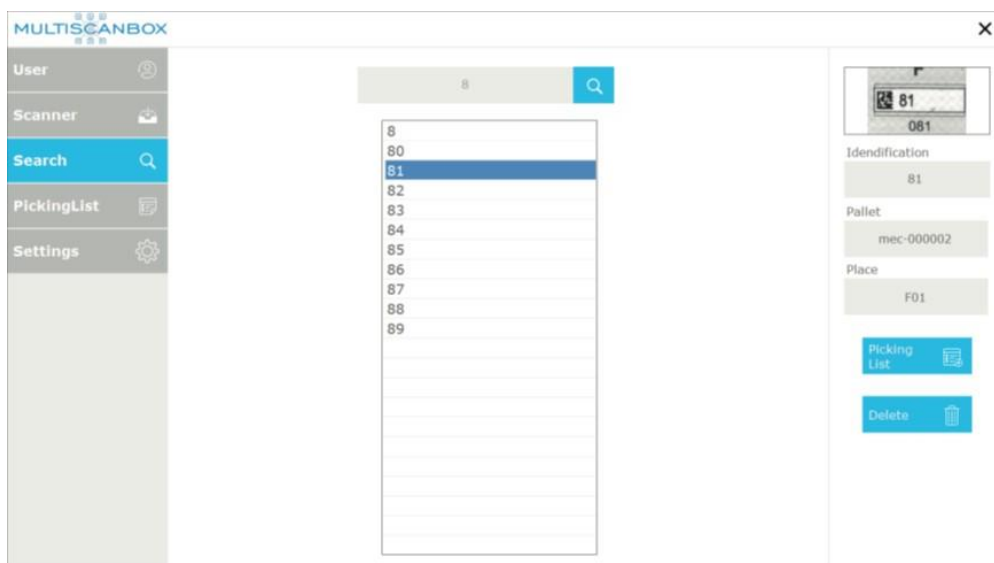 MULTISCANBOX
User
Scanner
Search
PickingList
Settings
8
8
80
81
82
83
84
85
86
87
88
89
81
081
Idendification
81
Pallet
mec-000002
Place
F01
Picking
List
Delete